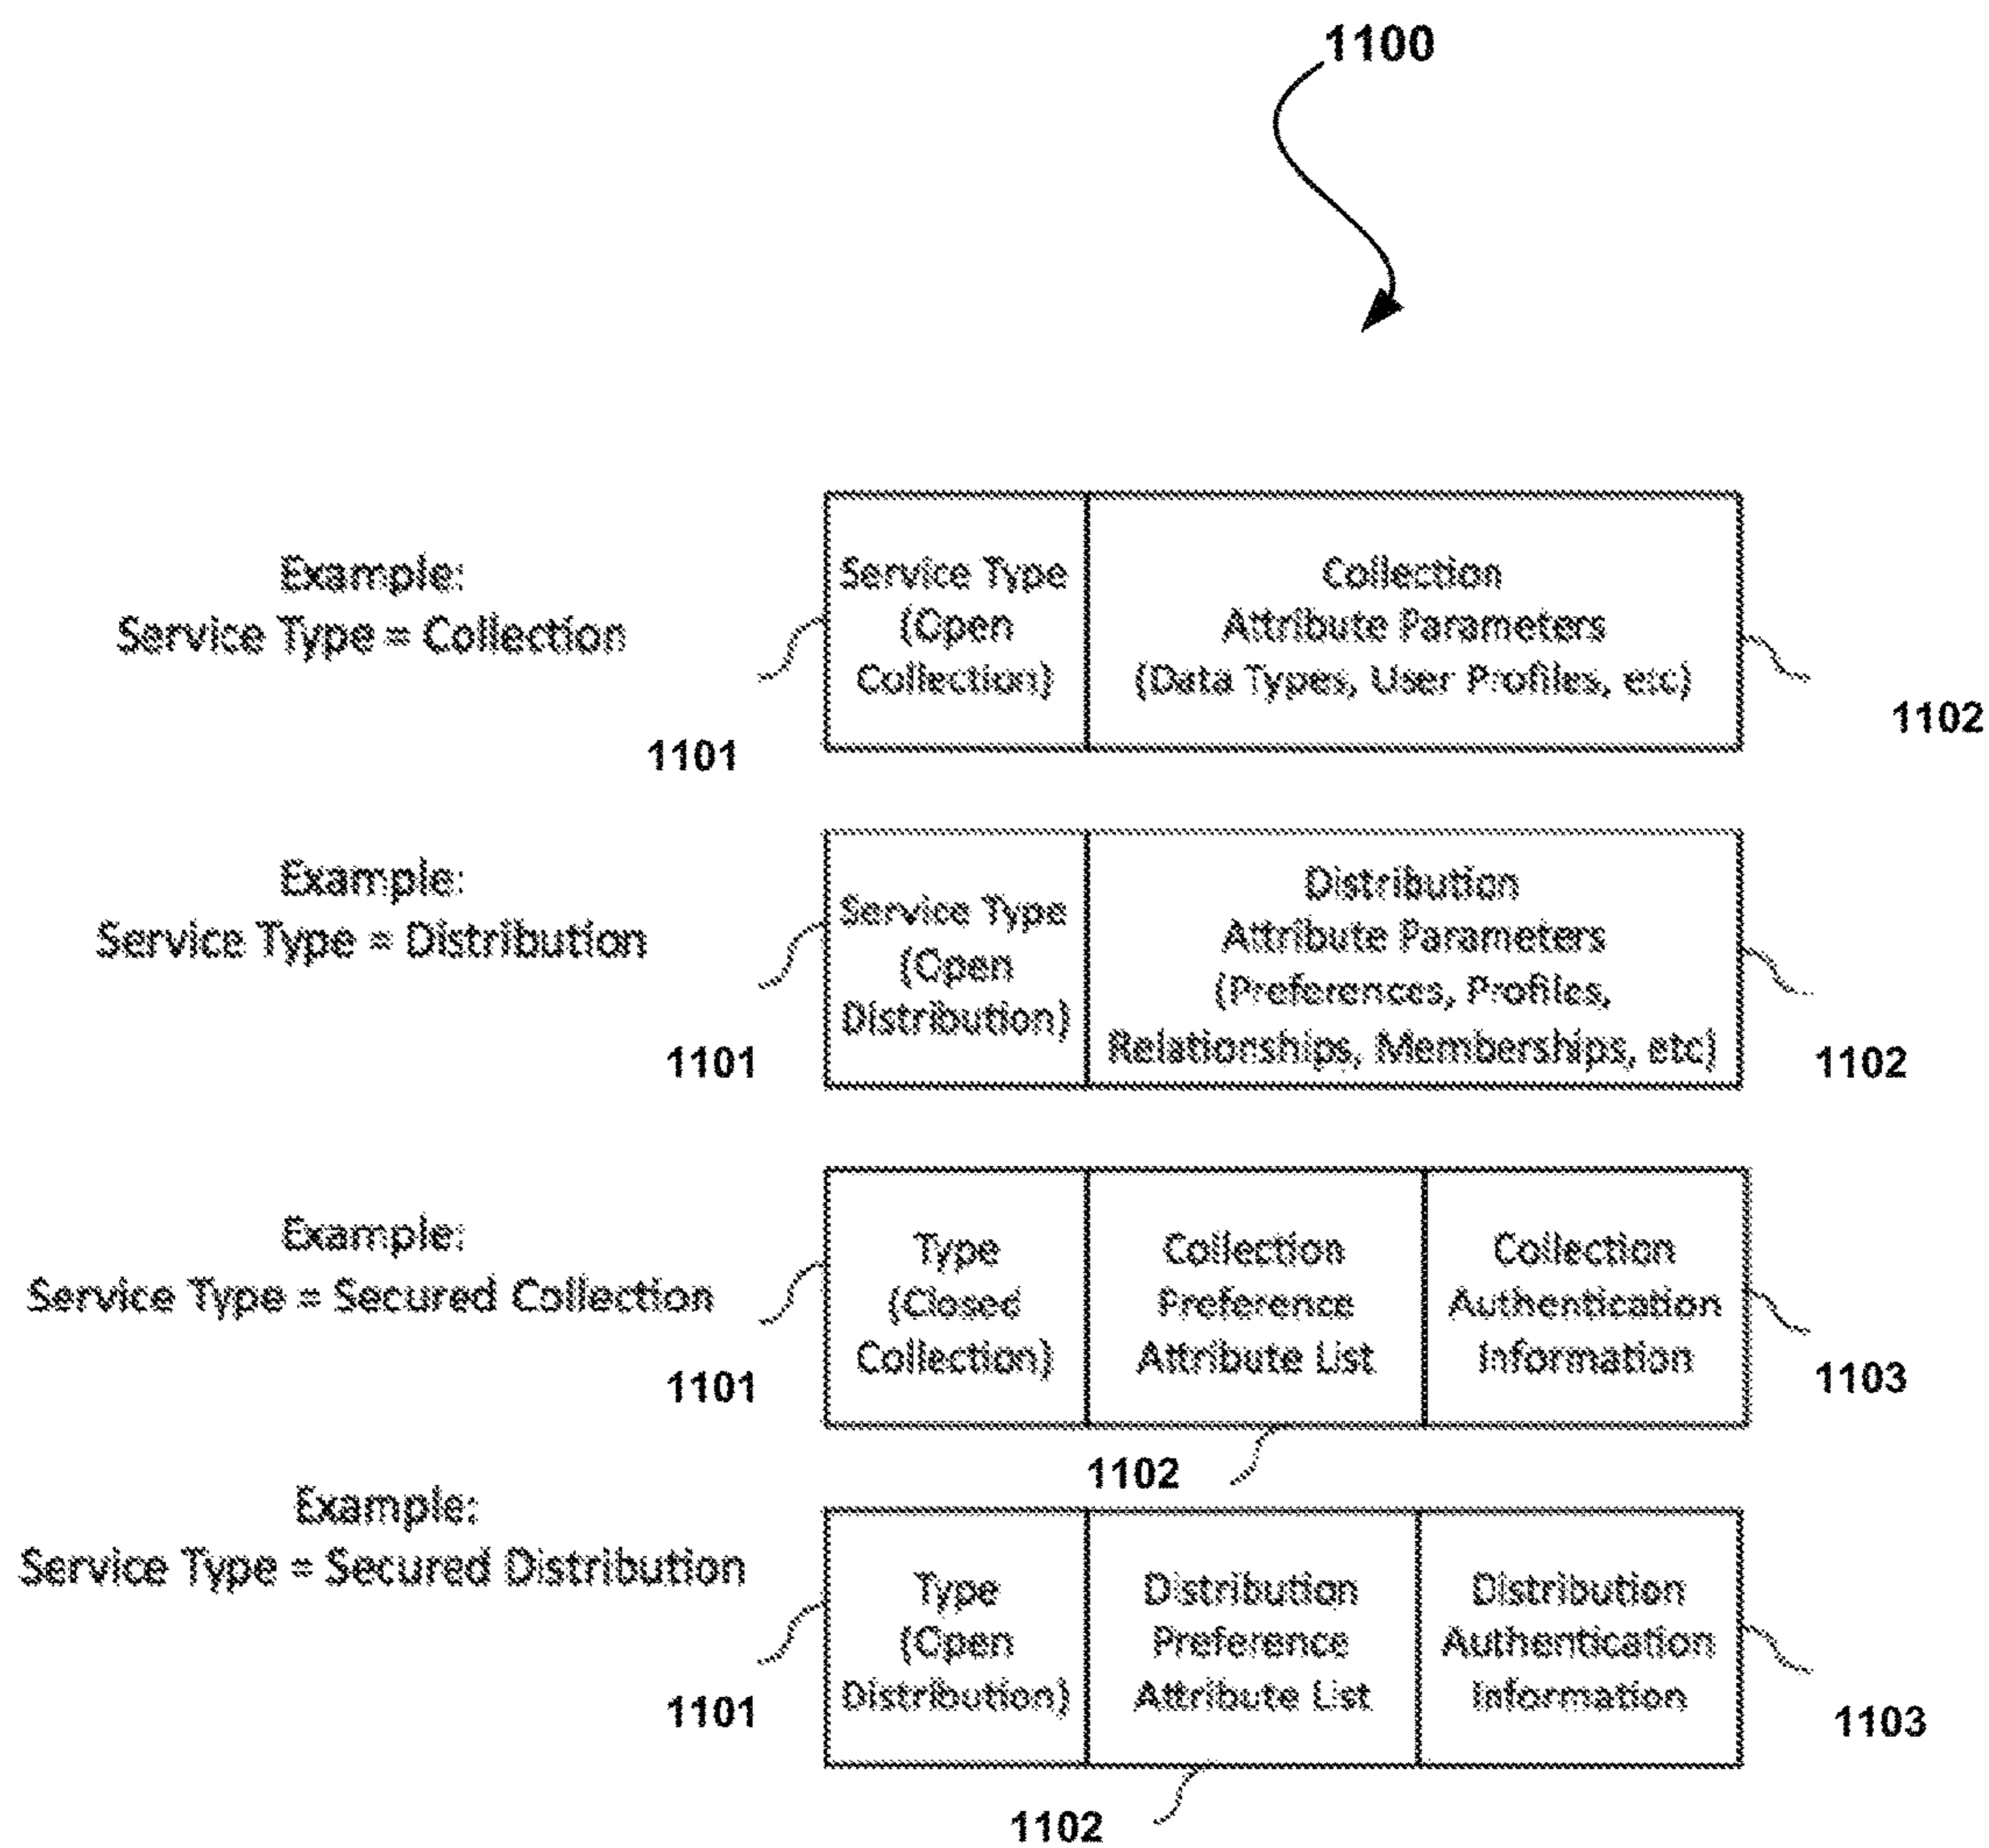 1100
Example:
Service Type = Collection
Service Type
(Open
Collection)
Collection
Attribute Parameters
(Data Types, User Profiles, etc)
1101
1102
Example:
Service Type = Distribution
Service Type
(Open
Distribution)
Distribution
Attribute Parameters
(Preferences, Profiles,
Relationships, Memberships, etc)
1101
1102
Example:
Service Type = Secured Collection
Type
(Closed
Collection)
Collection
Preference
Attribute List
Collection
Authentication
Information
1101
1103
1102
Example:
Service Type = Secured Distribution
Type
(Open
Distribution)
Distribution
Preference
Attribute List
Distribution
Authentication
Information
1101
1103
1102